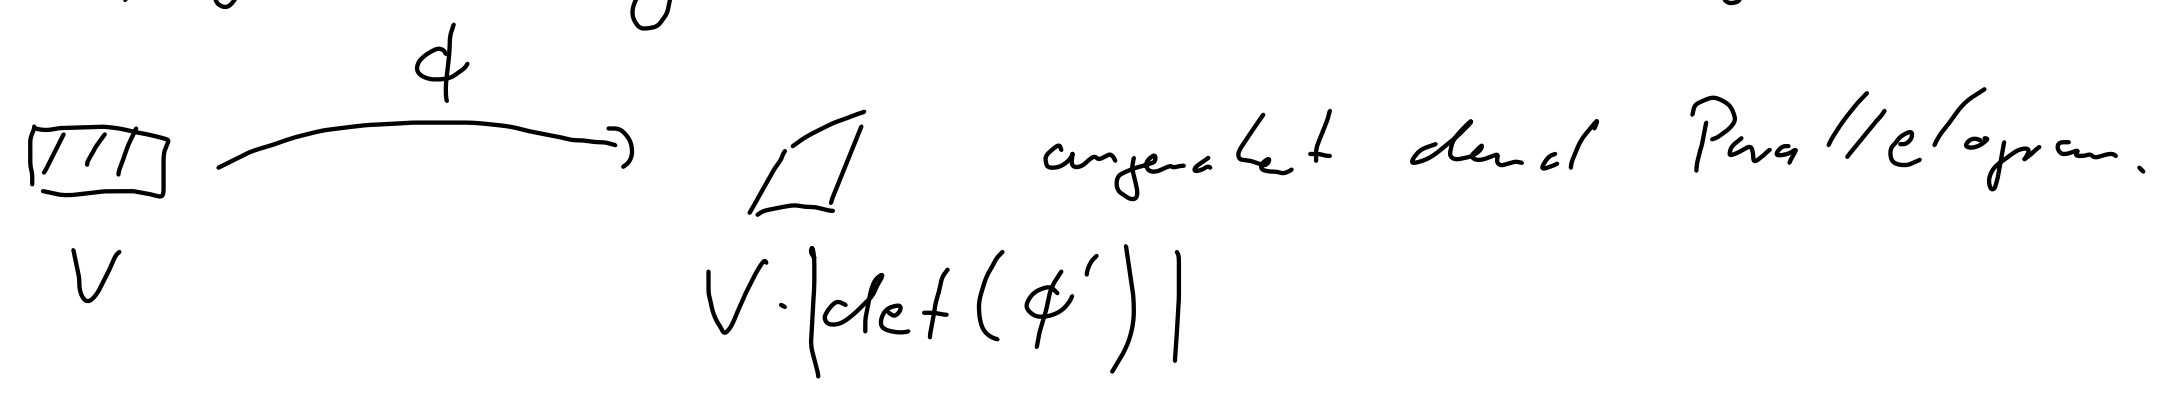 ϕ
angenähert durch Parallelogramm.
V
V·|det(ϕ')|